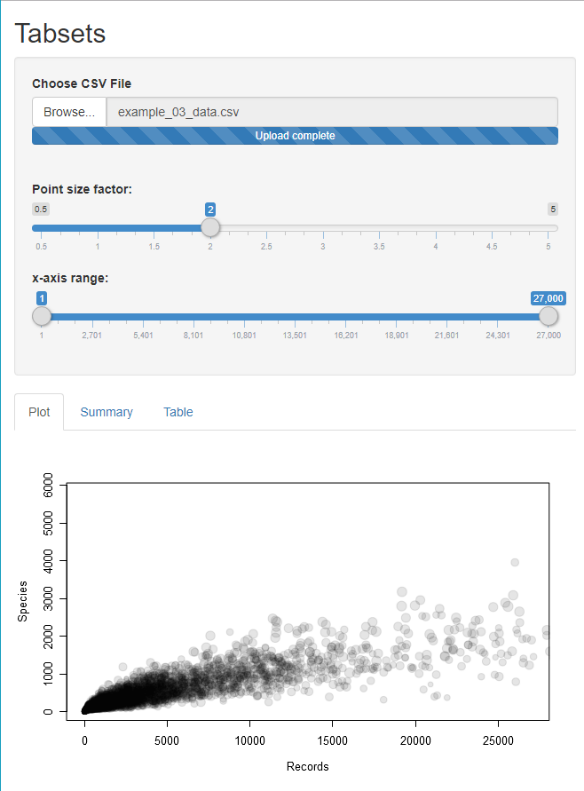 Tabsets
Choose CSV File
Browse... example_03_data.csv
Upload complete
Point size factor:
0.5 2 5
0.5 1 1.5 2 2.5 3 3.5 4 4.5 5
x-axis range:
1 27,000
1 2,701 5,401 8,101 10,801 13,501 16,201 18,901 21,601 24,301 27,000
Plot Summary Table
6000
5000
4000
3000
2000
1000
0
Species
0 5000 10000 15000 20000 25000
Records